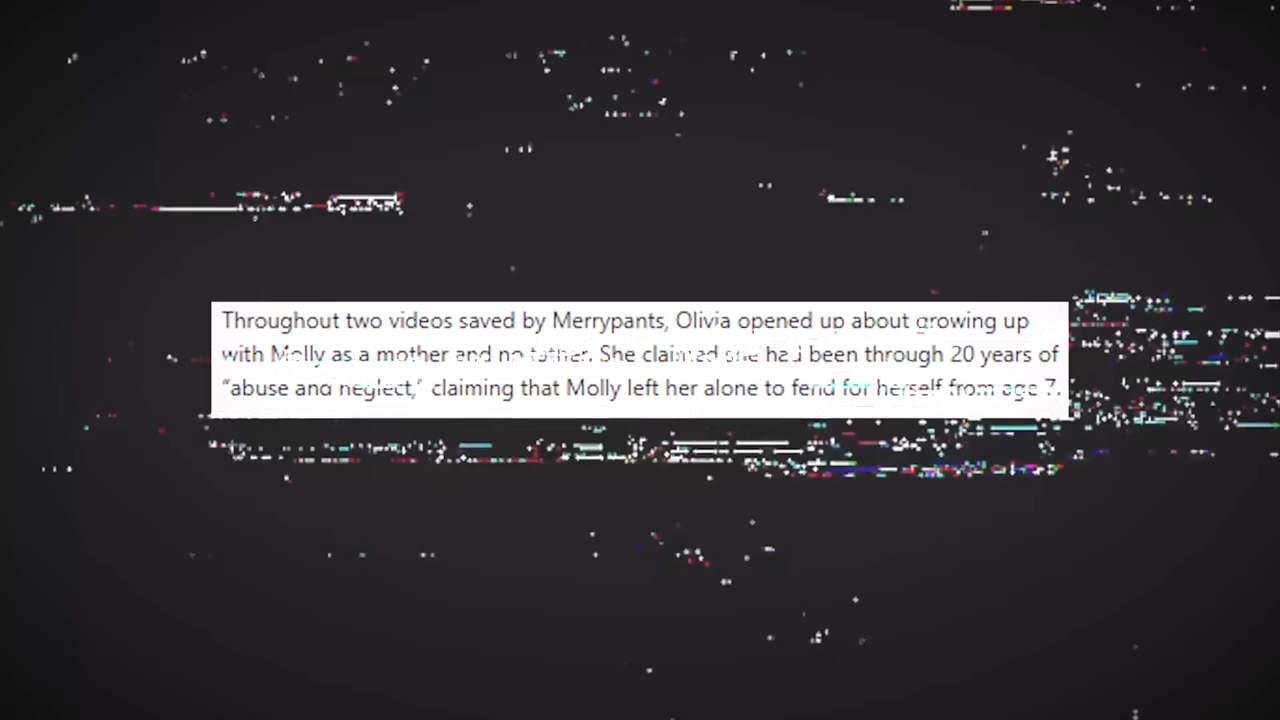 Throughout two videos saved by Merrypants, Olivia opened up about growing up
with Molly as a mother and no father. She claimed she had been through 20 years of
“abuse and neglect,” claiming that Molly left her alone to fend for herself from age 7.